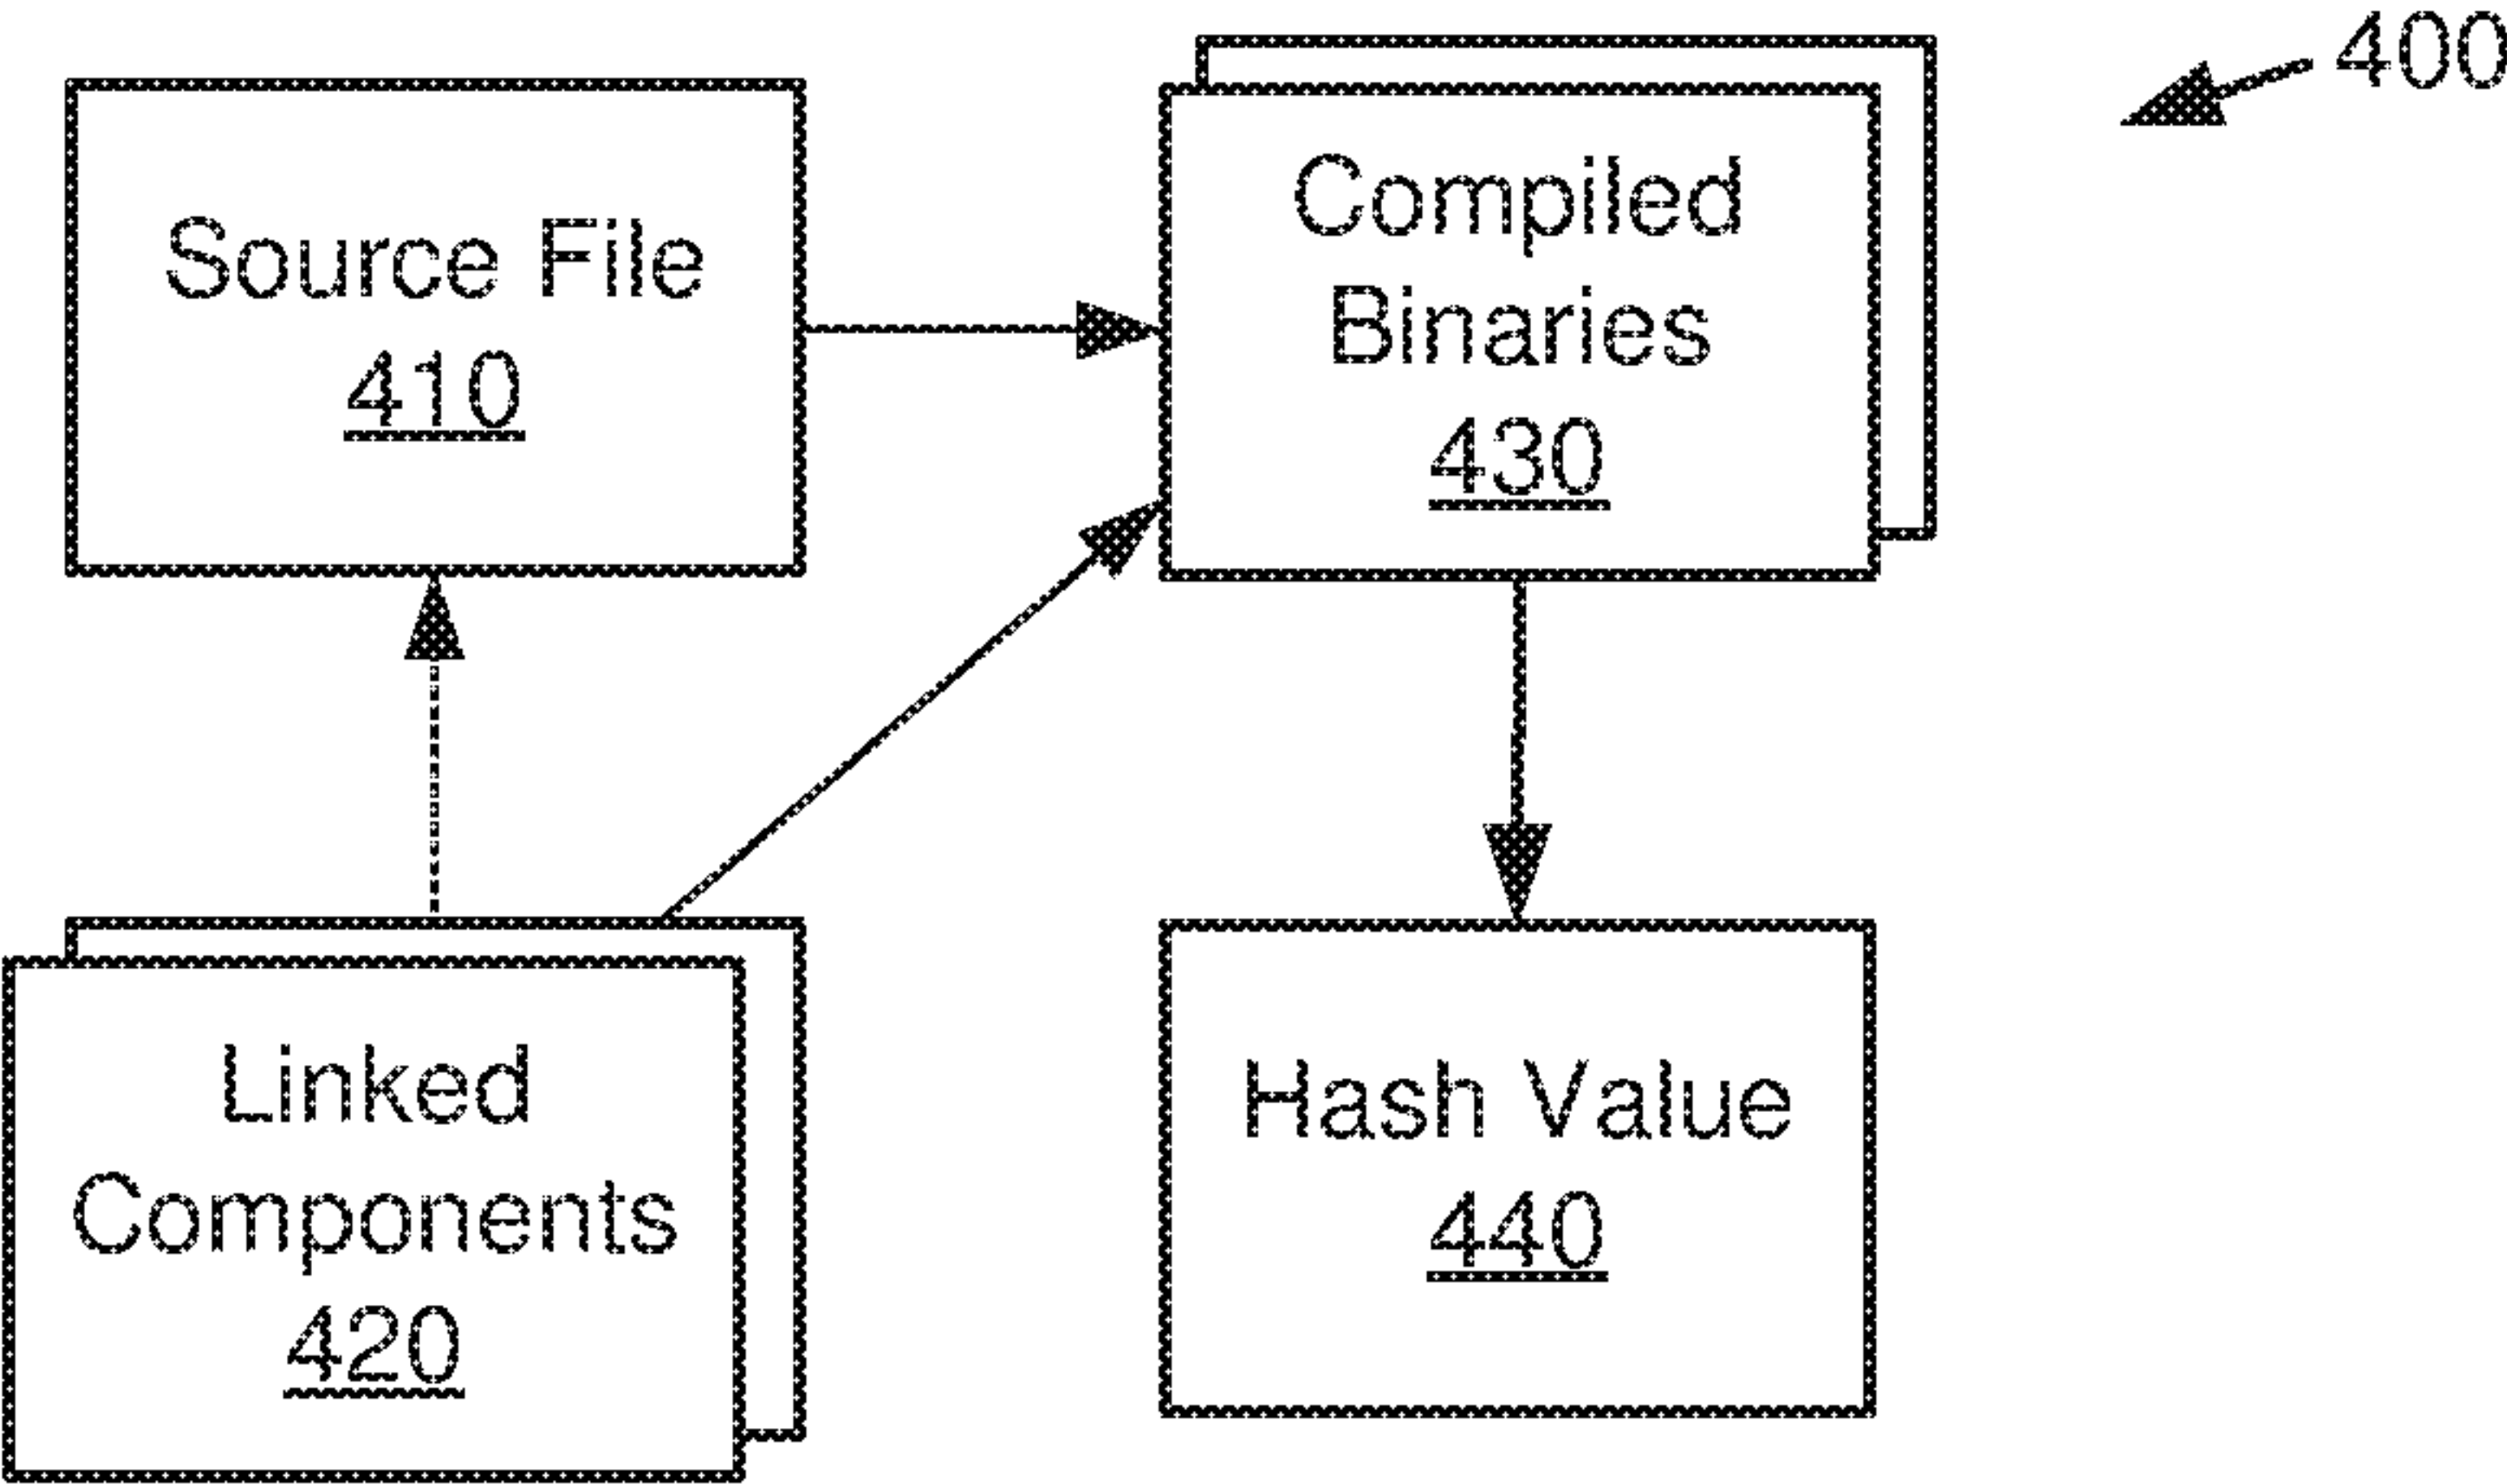 400
Source File
410
Compiled
Binaries
430
Linked
Components
420
Hash Value
440